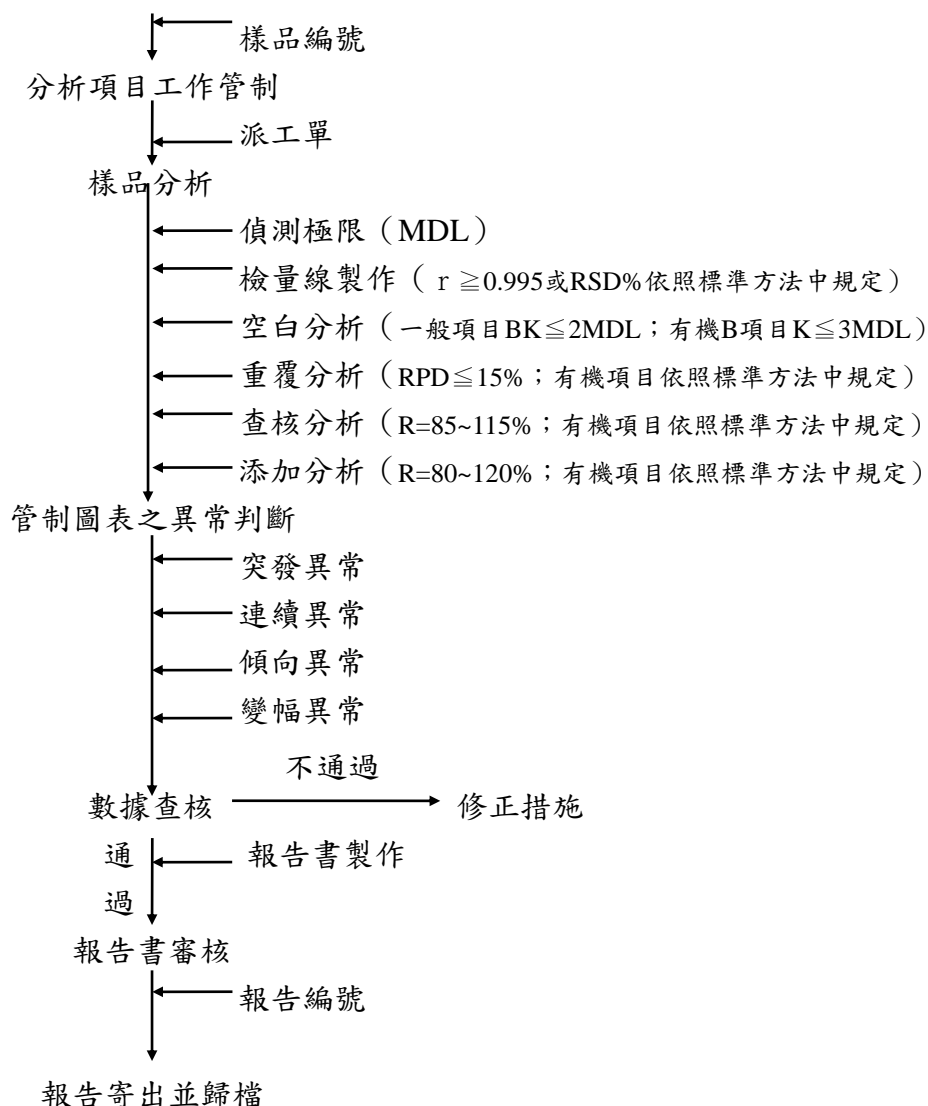 樣品編號
分析項目工作管制
派工單
樣品分析
偵測極限（MDL）
檢量線製作（ｒ≧0.995或RSD%依照標準方法中規定）
空白分析（一般項目BK≦2MDL；有機B項目K≦3MDL）
重覆分析（RPD≦15%；有機項目依照標準方法中規定）
查核分析（R=85~115%；有機項目依照標準方法中規定）
添加分析（R=80~120%；有機項目依照標準方法中規定）
管制圖表之異常判斷
突發異常
連續異常
傾向異常
變幅異常
不通過
數據查核
修正措施
通過
報告書製作
報告書審核
報告編號
報告寄出並歸檔